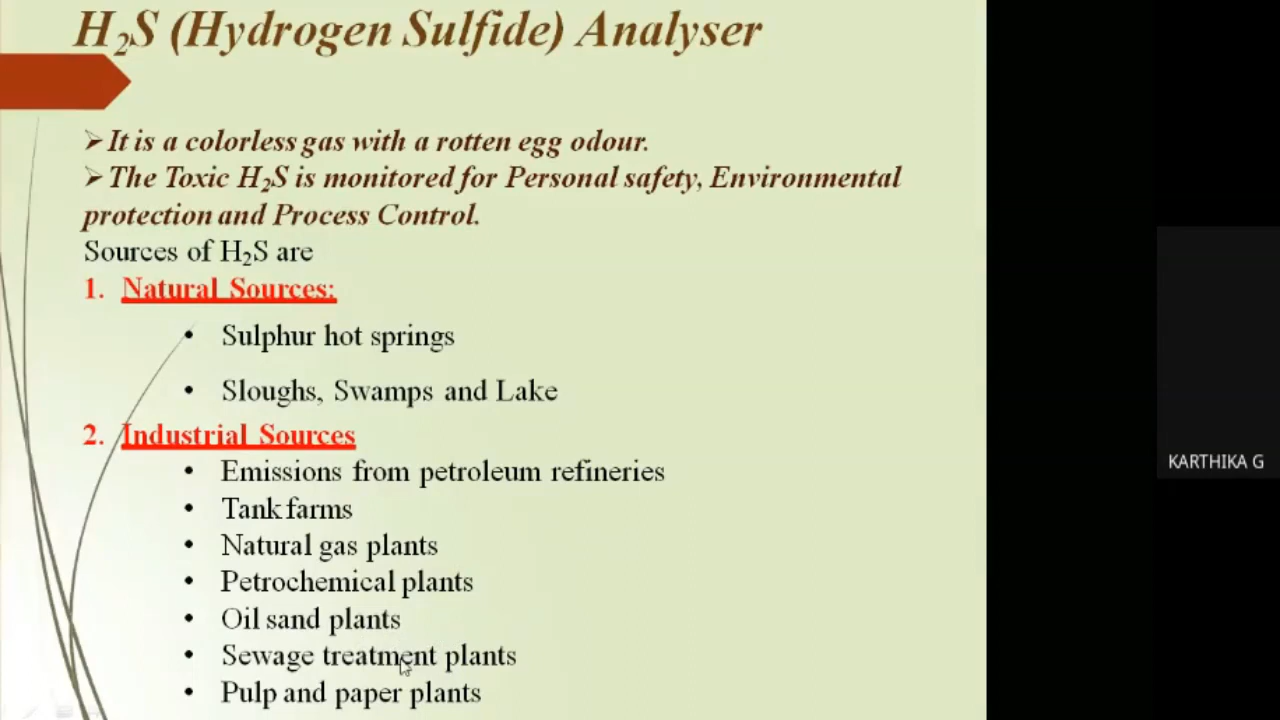 H₂S (Hydrogen Sulfide) Analyser
➢It is a colorless gas with a rotten egg odour.
➢The Toxic H₂S is monitored for Personal safety, Environmental
protection and Process Control.
Sources of H₂S are
1. Natural Sources:
• Sulphur hot springs
• Sloughs, Swamps and Lake
2. Industrial Sources
• Emissions from petroleum refineries
• Tank farms
• Natural gas plants
• Petrochemical plants
• Oil sand plants
• Sewage treatment plants
• Pulp and paper plants
KARTHIKA G